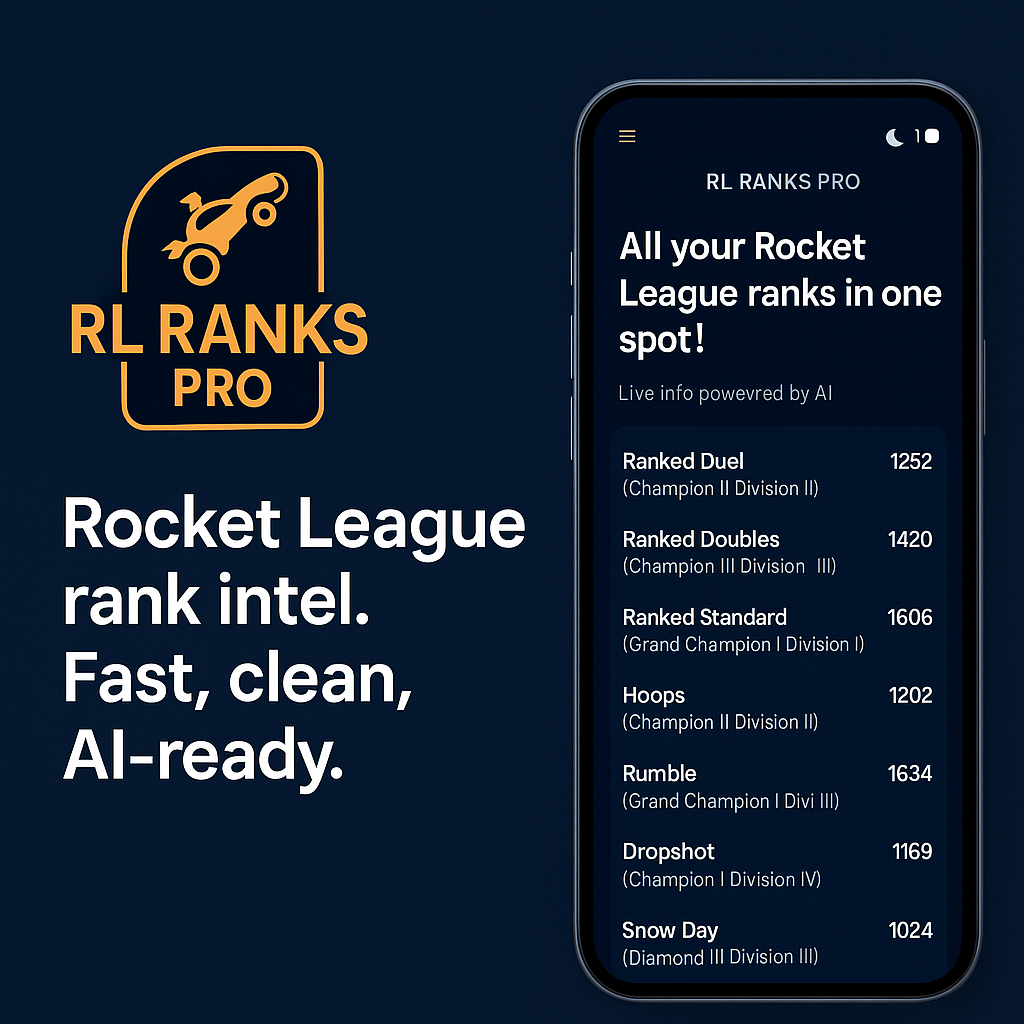 RL RANKS
PRO
Rocket League
rank intel.
Fast, clean,
AI-ready.
1
RL RANKS PRO
All your Rocket
League ranks in one
spot!
Live info powevred by AI
Ranked Duel 1252
(Champion II Division II)
Ranked Doubles 1420
(Champion III Division III)
Ranked Standard 1606
(Grand Champion I Division I)
Hoops 1202
(Champion II Division II)
Rumble 1634
(Grand Champion I Divi III)
Dropshot 1169
(Champion I Division IV)
Snow Day 1024
(Diamond III Division III)